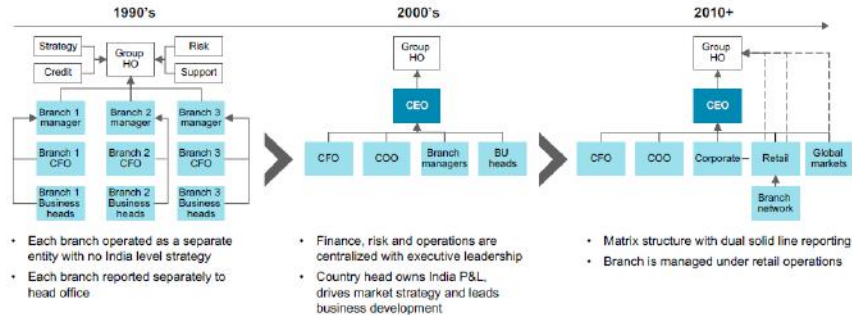 1990's
2000's
2010+
Strategy
Credit
Group
HO
Risk
Support
Branch 1
manager
Branch 2
manager
Branch 3
manager
Branch 1
CFO
Branch 2
CFO
Branch 3
CFO
Branch 1
Business
heads
Branch 2
Business
heads
Branch 3
Business
heads
• Each branch operated as a separate
entity with no India level strategy
• Each branch reported separately to
head office
Group
HO
CEO
CFO
COO
Branch
managers
BU
heads
• Finance, risk and operations are
centralized with executive leadership
• Country head owns India P&L,
drives market strategy and leads
business development
Group
HO
CEO
CFO
COO
Corporate
Retail
Global
markets
Branch
network
• Matrix structure with dual solid line reporting
• Branch is managed under retail operations